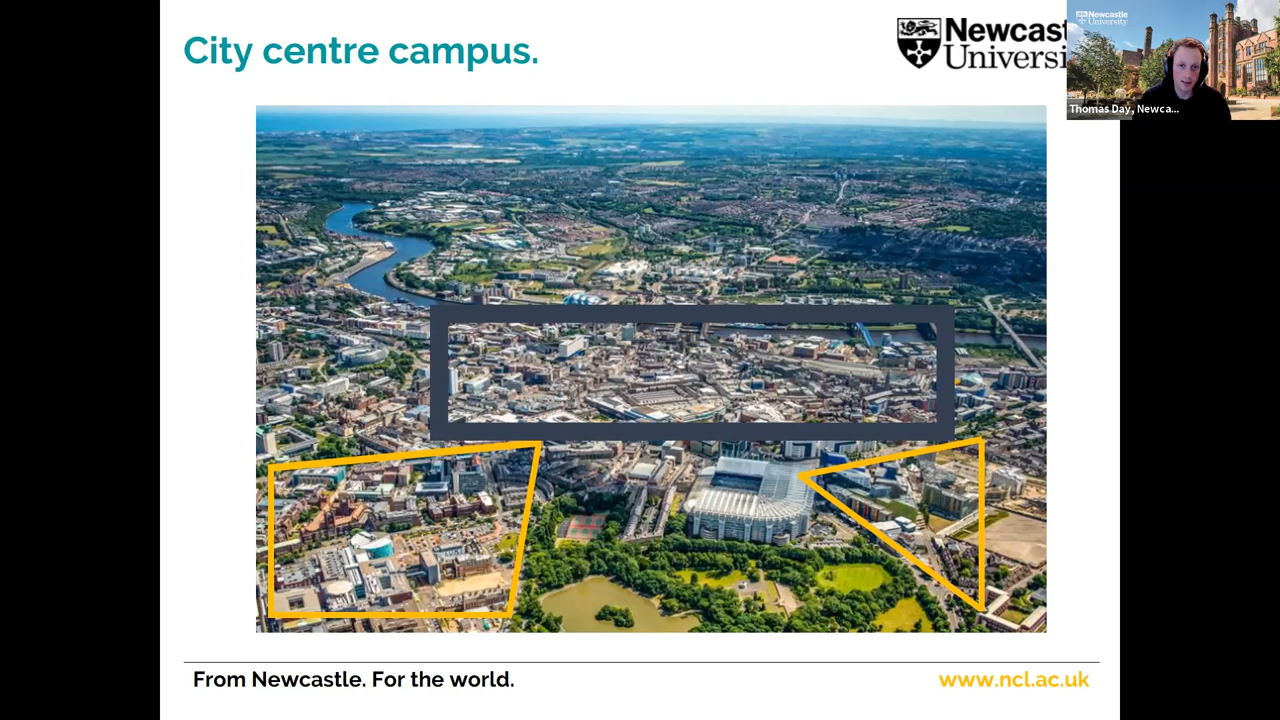 City centre campus.
Newcast
Universi
Newcastle
University
Thomas Day, Newca...
From Newcastle. For the world.
www.ncl.ac.uk